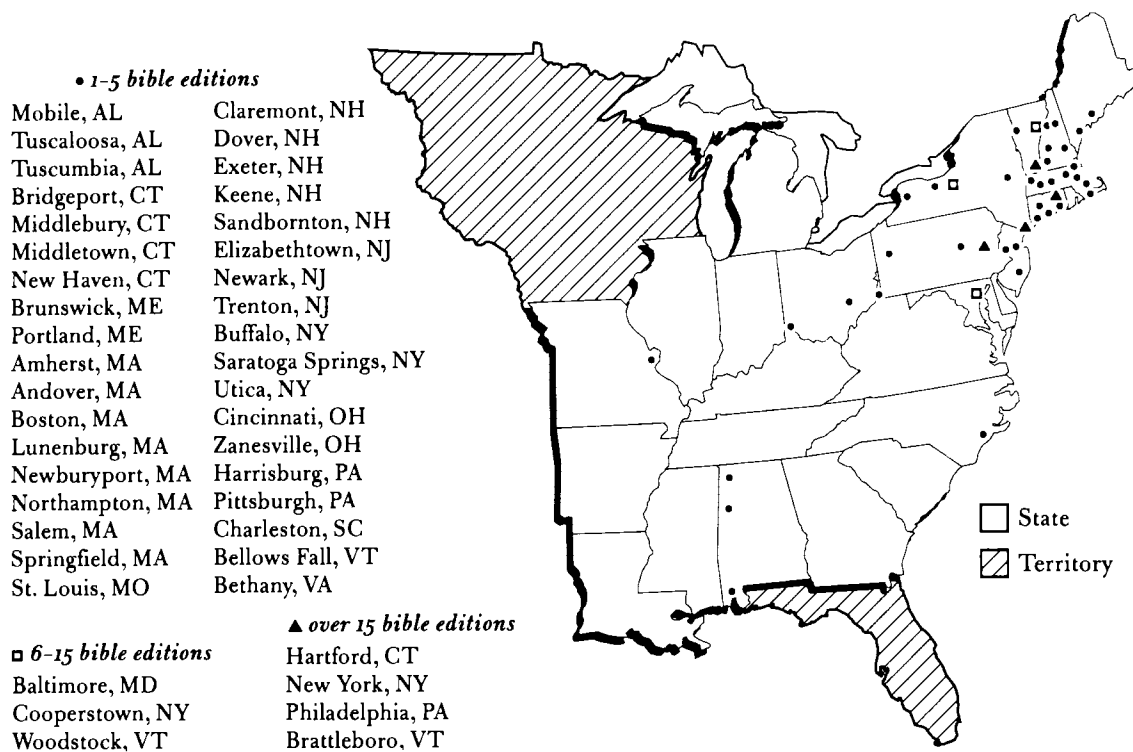 • 1-5 bible editions
Mobile, AL
Tuscaloosa, AL
Tuscumbia, AL
Bridgeport, CT
Middlebury, CT
Middletown, CT
New Haven, CT
Brunswick, ME
Portland, ME
Amherst, MA
Andover, MA
Boston, MA
Lunenburg, MA
Newburyport, MA
Northampton, MA
Salem, MA
Springfield, MA
St. Louis, MO
Claremont, NH
Dover, NH
Exeter, NH
Keene, NH
Sandbornton, NH
Elizabethtown, NJ
Newark, NJ
Trenton, NJ
Buffalo, NY
Saratoga Springs, NY
Utica, NY
Cincinnati, OH
Zanesville, OH
Harrisburg, PA
Pittsburgh, PA
Charleston, SC
Bellows Fall, VT
Bethany, VA
6-15 bible editions
Baltimore, MD
Cooperstown, NY
Woodstock, VT
▲ over 15 bible editions
Hartford, CT
New York, NY
Philadelphia, PA
Brattleboro, VT
State
Territory